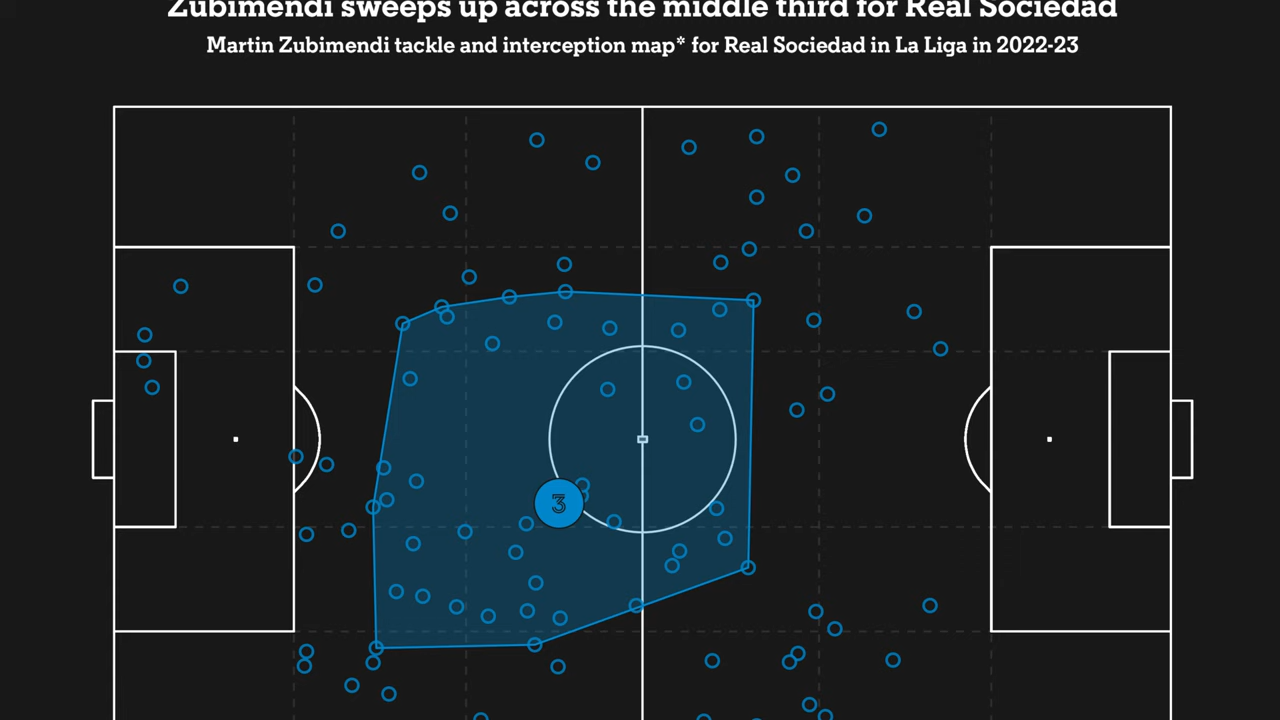 Zubimendi sweeps up across the middle third for Real Sociedad
Martin Zubimendi tackle and interception map* for Real Sociedad in La Liga in 2022-23
3